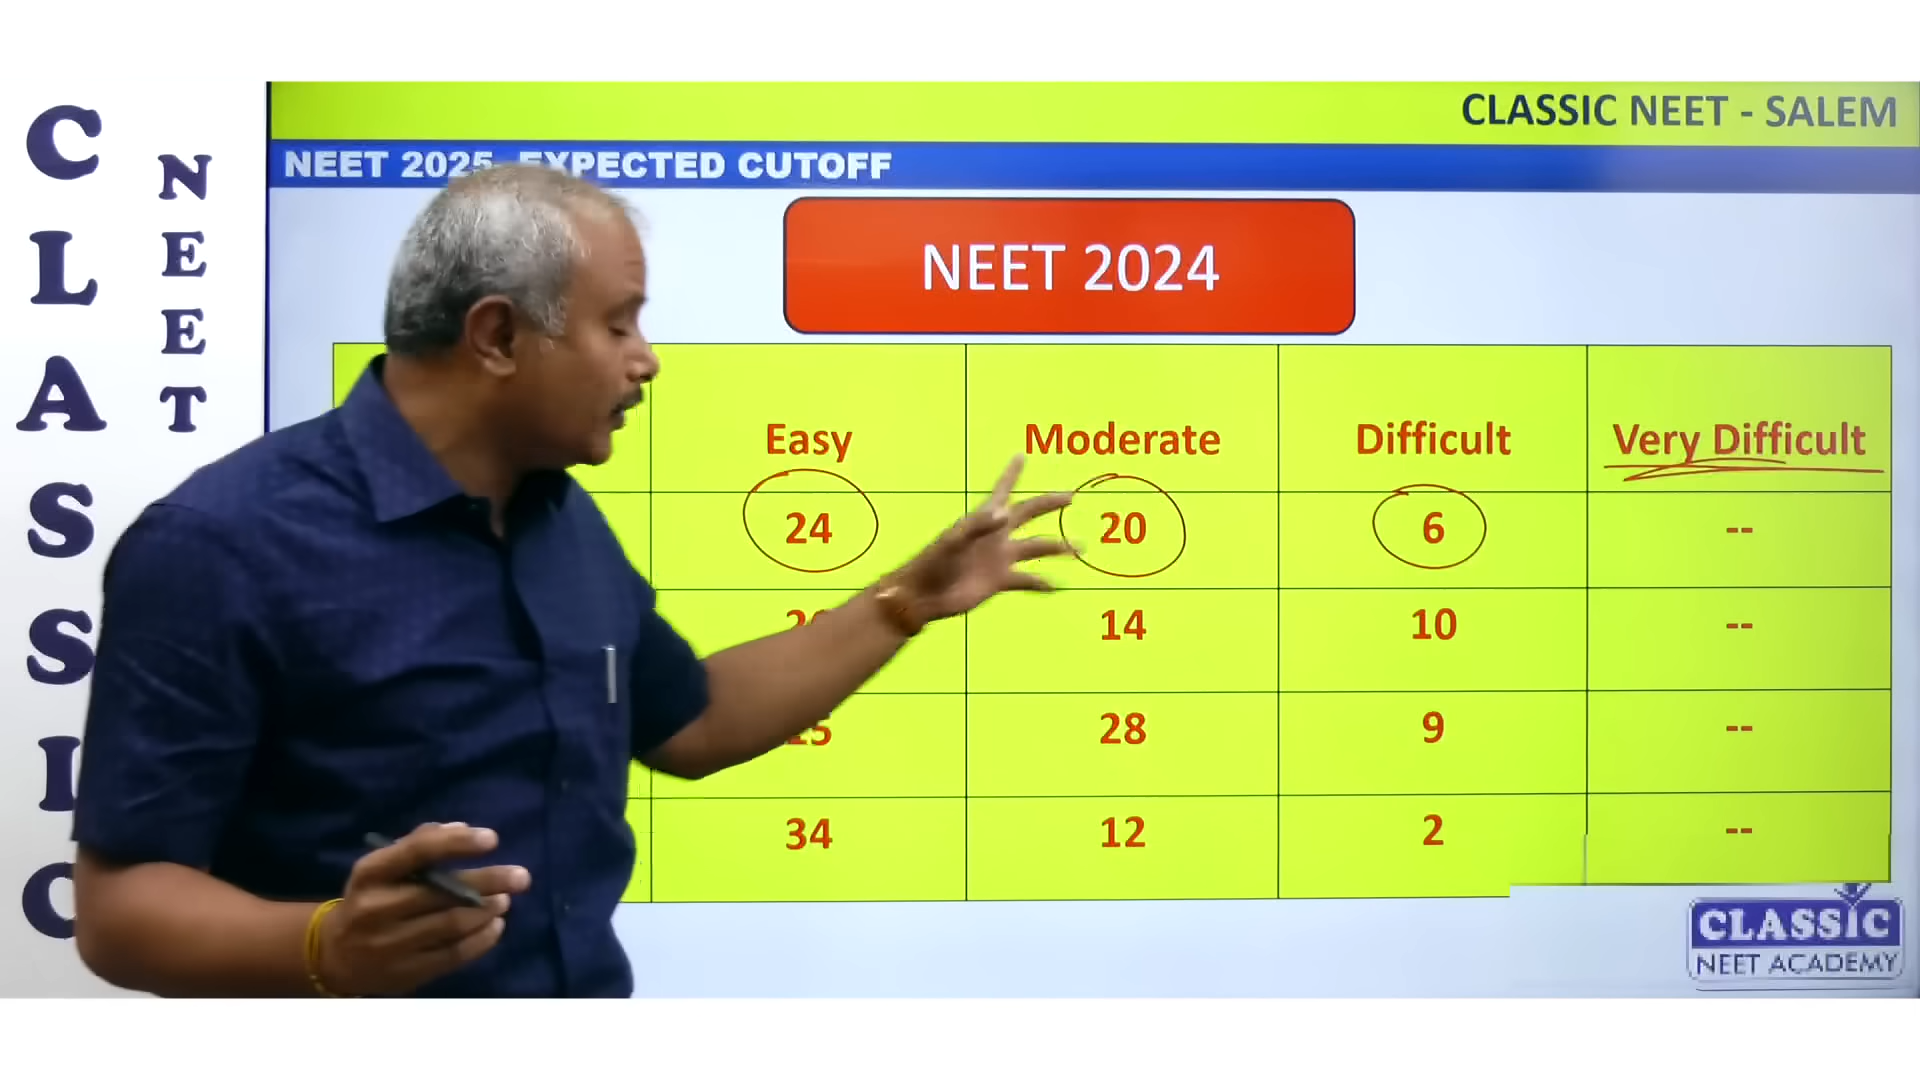 CLASSIC
NEET
CLASSIC NEET - SALEM
NEET 2025 EXPECTED CUTOFF
NEET 2024
Easy Moderate Difficult Very Difficult
24 20 6 --
14 10 --
28 9 --
34 12 2 --
CLASSIC
NEET ACADEMY